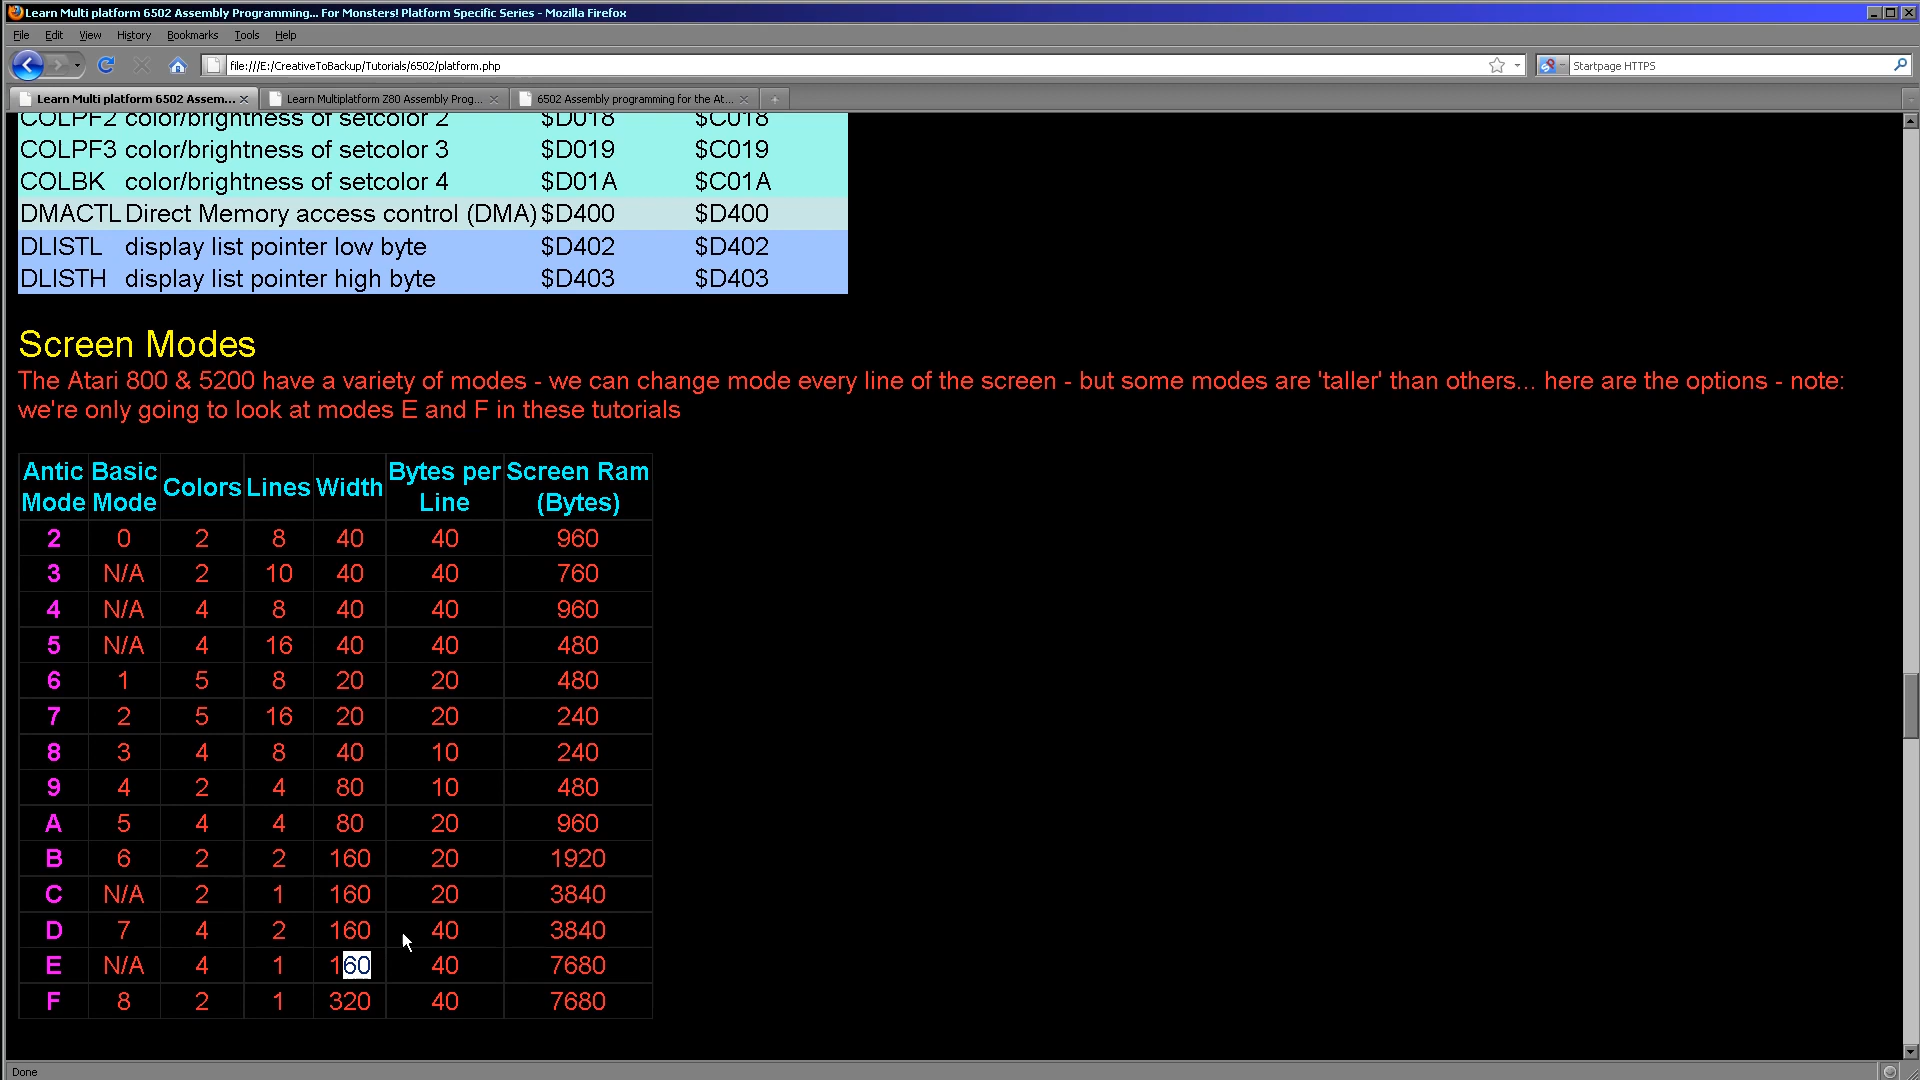 Learn Multi platform 6502 Assembly Programming... For Monsters! Platform Specific Series - Mozilla Firefox
File Edit View History Bookmarks Tools Help
file:///E:/CreativeToBackup/Tutorials/6502/platform.php Startpage HTTPS
Learn Multi platform 6502 Assem... Learn Multiplatform Z80 Assembly Prog... 6502 Assembly programming for the At...
COLPF2 color/brightness of setcolor 2 $D018 $C018
COLPF3 color/brightness of setcolor 3 $D019 $C019
COLBK color/brightness of setcolor 4 $D01A $C01A
DMACTL Direct Memory access control (DMA) $D400 $D400
DLISTL display list pointer low byte $D402 $D402
DLISTH display list pointer high byte $D403 $D403
Screen Modes
The Atari 800 & 5200 have a variety of modes - we can change mode every line of the screen - but some modes are 'taller' than others... here are the options - note:
we're only going to look at modes E and F in these tutorials
Antic Mode Basic Mode Colors Lines Width Bytes per Line Screen Ram (Bytes)
2 0 2 8 40 40 960
3 N/A 2 10 40 40 760
4 N/A 4 8 40 40 960
5 N/A 4 16 40 40 480
6 1 5 8 20 20 480
7 2 5 16 20 20 240
8 3 4 8 40 10 240
9 4 2 4 80 10 480
A 5 4 4 80 20 960
B 6 2 2 160 20 1920
C N/A 2 1 160 20 3840
D 7 4 2 160 40 3840
E N/A 4 1 160 40 7680
F 8 2 1 320 40 7680
Done